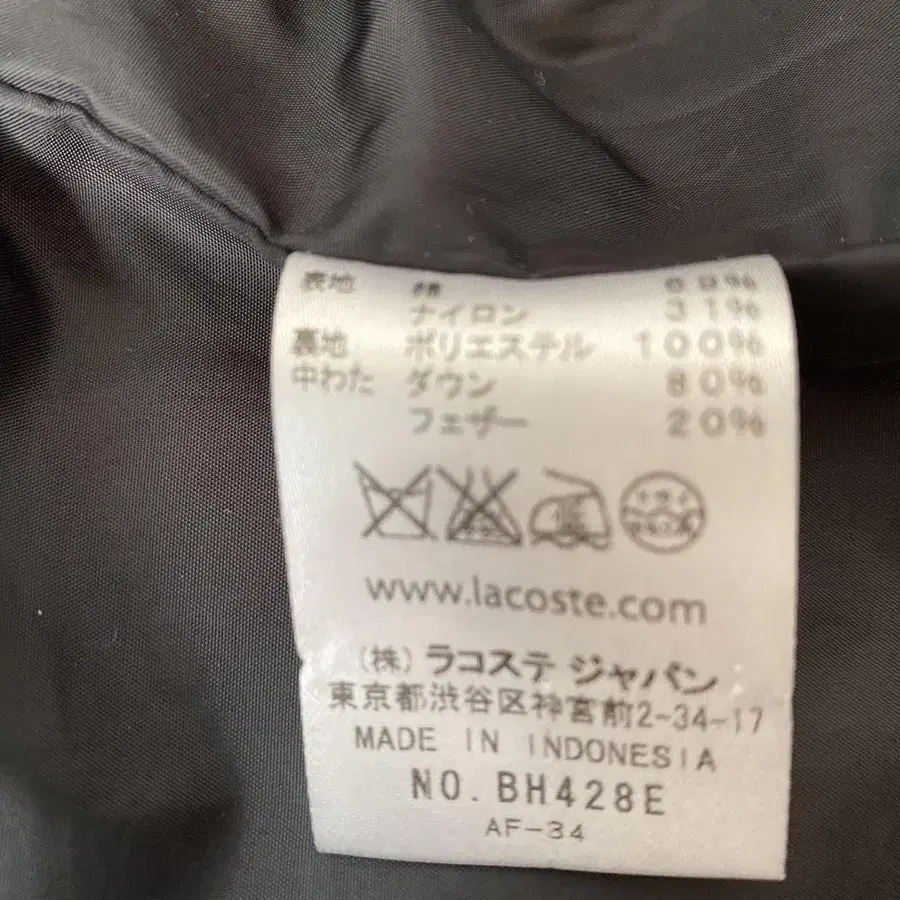 表地 綿 69%
ナイロン 31%
裏地 ポリエステル 100%
中わた ダウン 80%
フェザー 20%
www.lacoste.com
(株) ラコステ ジャパン
東京都渋谷区神宮前2-34-17
MADE IN INDONESIA
NO. BH428E
AF-34